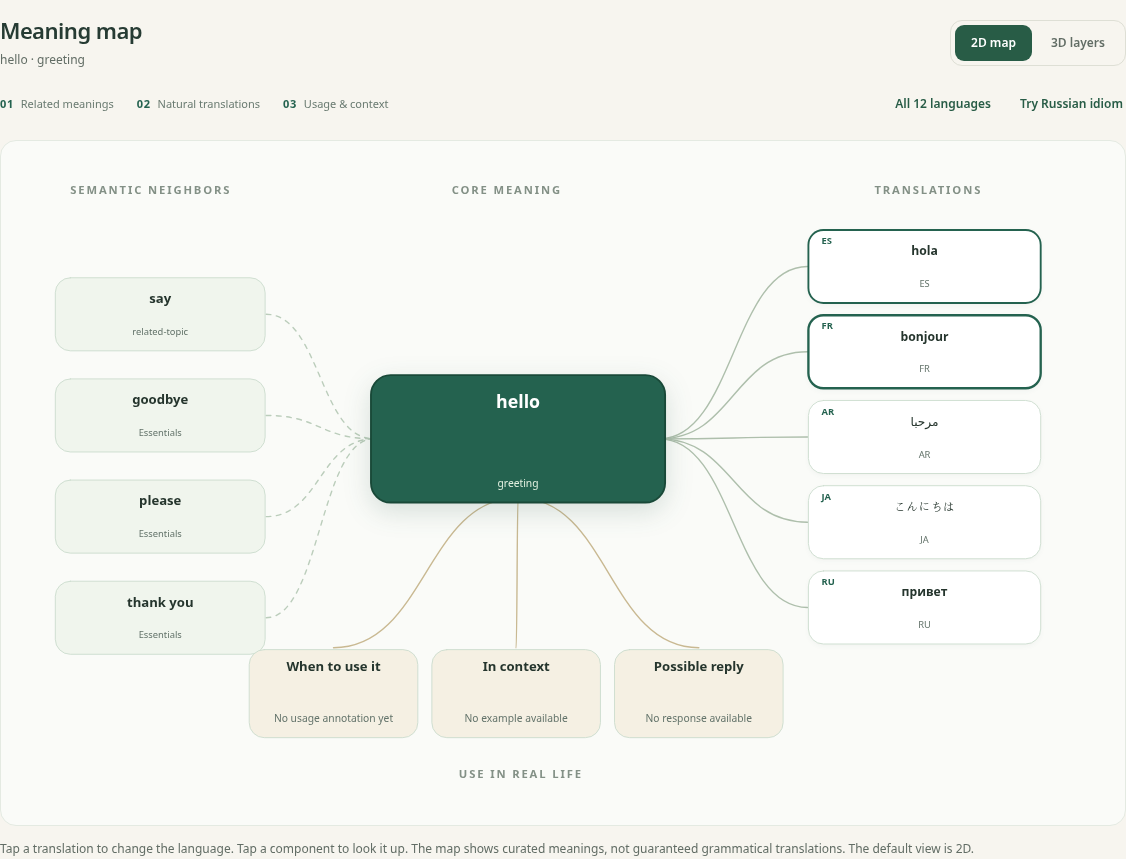 Meaning map
hello · greeting
2D map
3D layers
01 Related meanings
02 Natural translations
03 Usage & context
All 12 languages
Try Russian idiom
SEMANTIC NEIGHBORS
CORE MEANING
TRANSLATIONS
say
related-topic
goodbye
Essentials
please
Essentials
thank you
Essentials
hello
greeting
ES
hola
ES
FR
bonjour
FR
AR
مرحبا
AR
JA
こんにちは
JA
RU
привет
RU
When to use it
No usage annotation yet
In context
No example available
Possible reply
No response available
USE IN REAL LIFE
Tap a translation to change the language. Tap a component to look it up. The map shows curated meanings, not guaranteed grammatical translations. The default view is 2D.